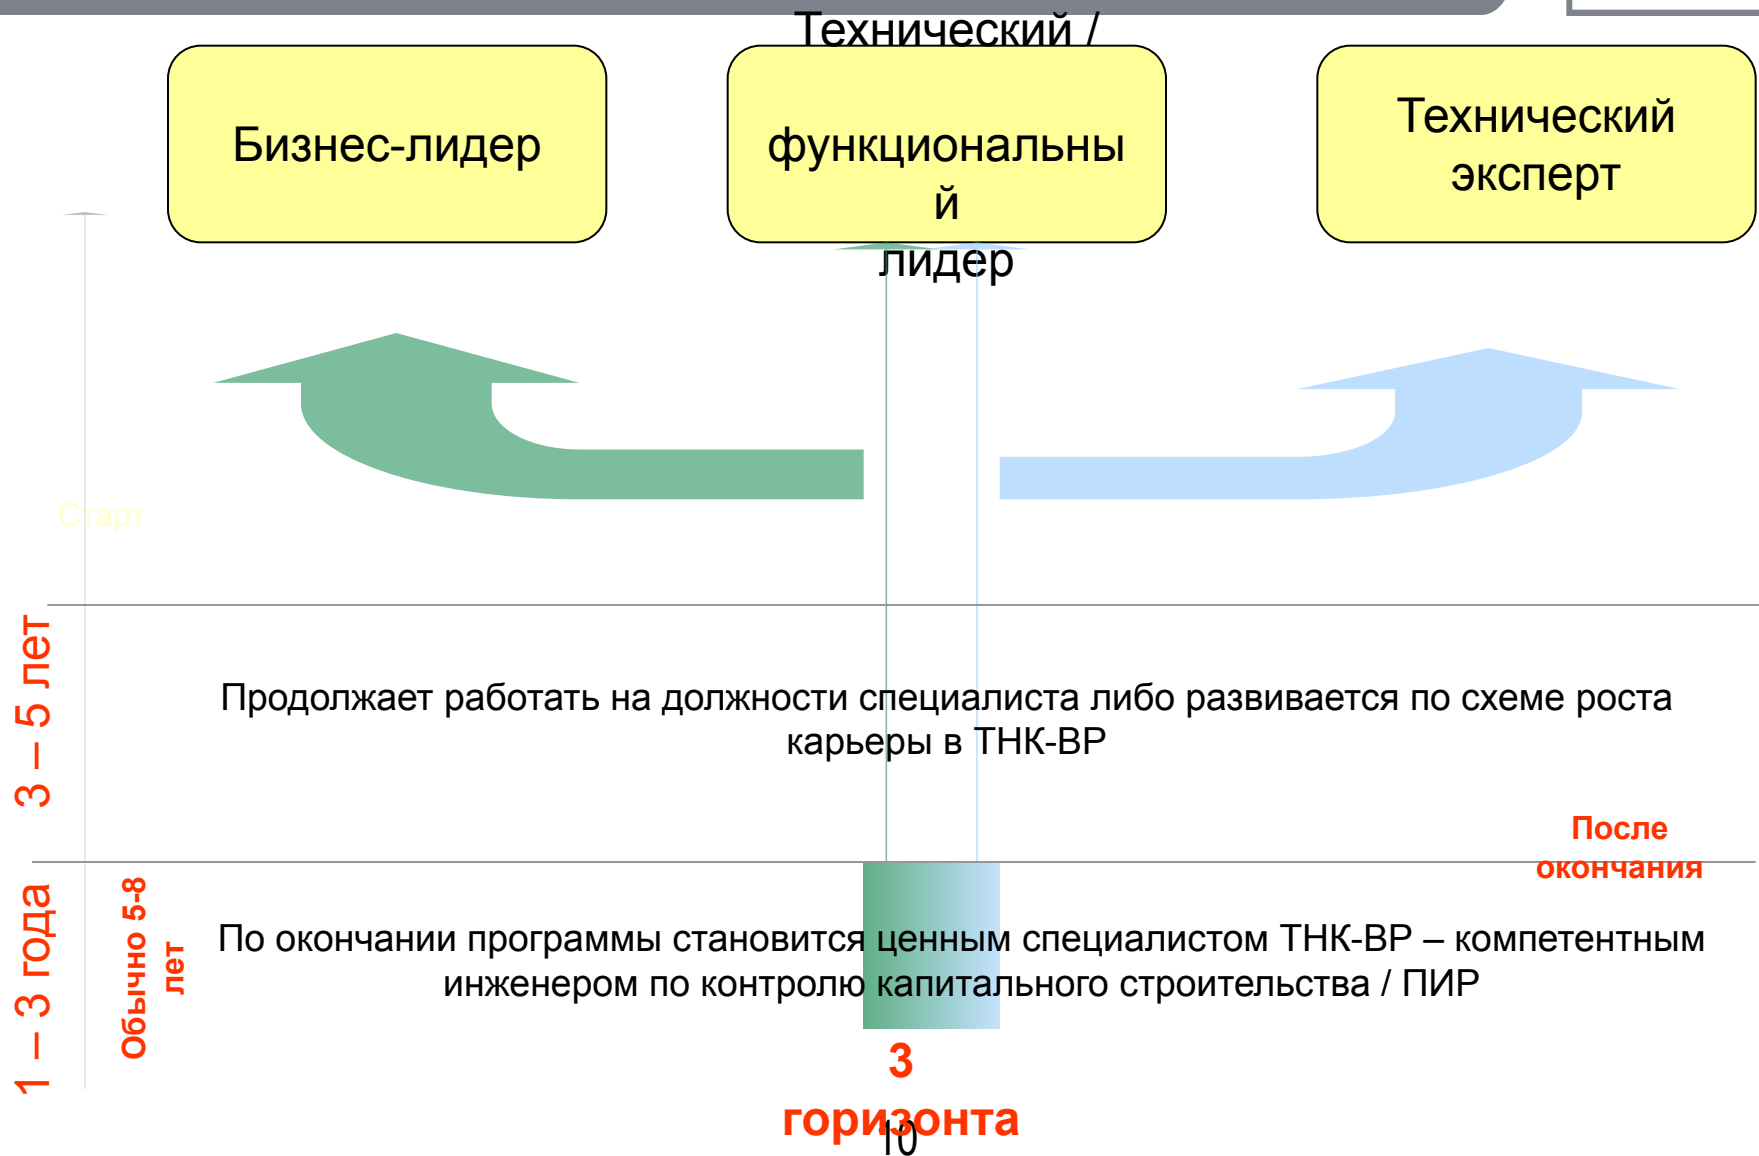 Технический /
функциональны
й
лидер
Бизнес-лидер
Технический
эксперт
Старт
3 – 5 лет
Продолжает работать на должности специалиста либо развивается по схеме роста
карьеры в ТНК-ВР
После
окончания
1 – 3 года
Обычно 5-8
лет
По окончании программы становится ценным специалистом ТНК-ВР – компетентным
инженером по контролю капитального строительства / ПИР
3
горизонта
10